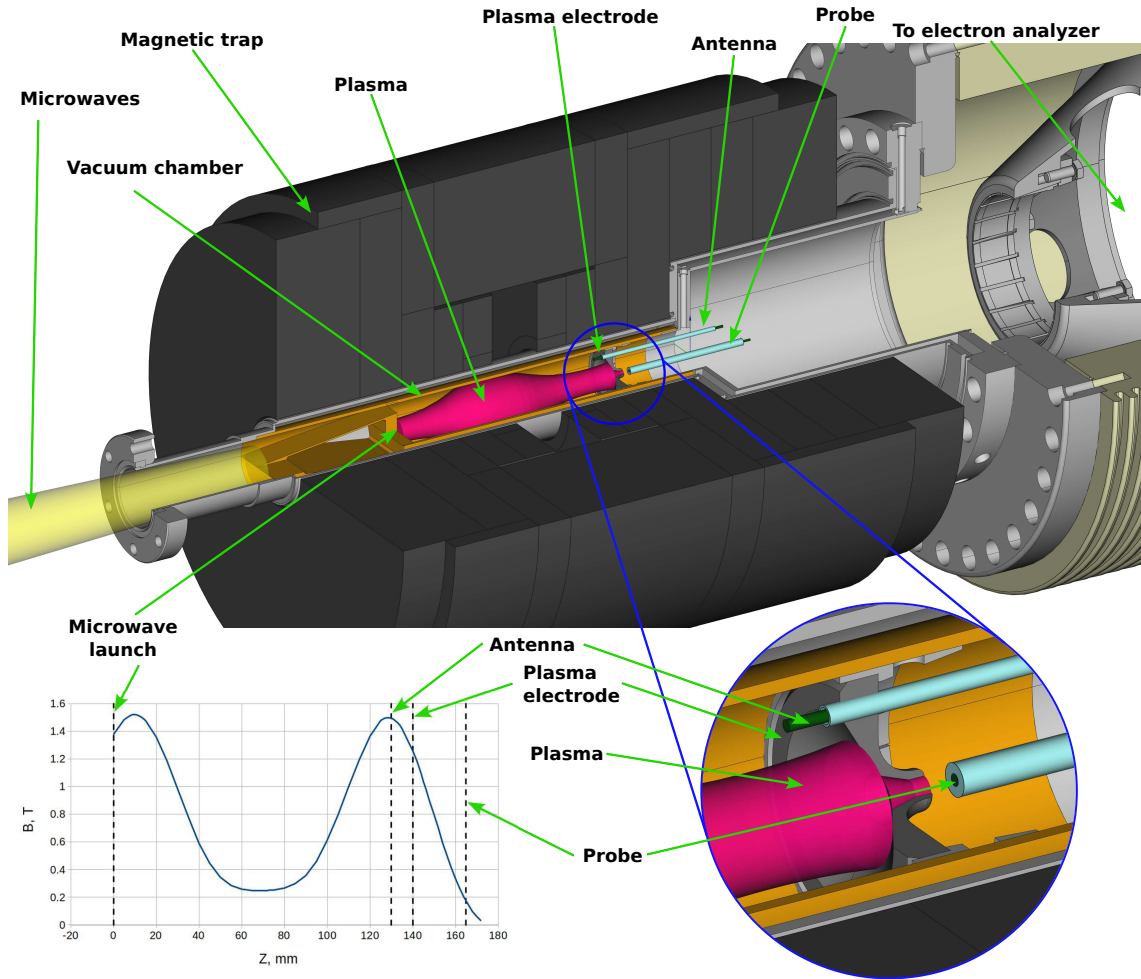 Plasma electrode
Probe
Magnetic trap
Antenna
To electron analyzer
Microwaves
Plasma
Vacuum chamber
Microwave
launch
Antenna
Plasma
electrode
Plasma
Probe
1.6
1.4
1.2
1
0.8
0.6
0.4
0.2
0
B, T
-20
0
20
40
60
80
100
120
140
160
180
Z, mm